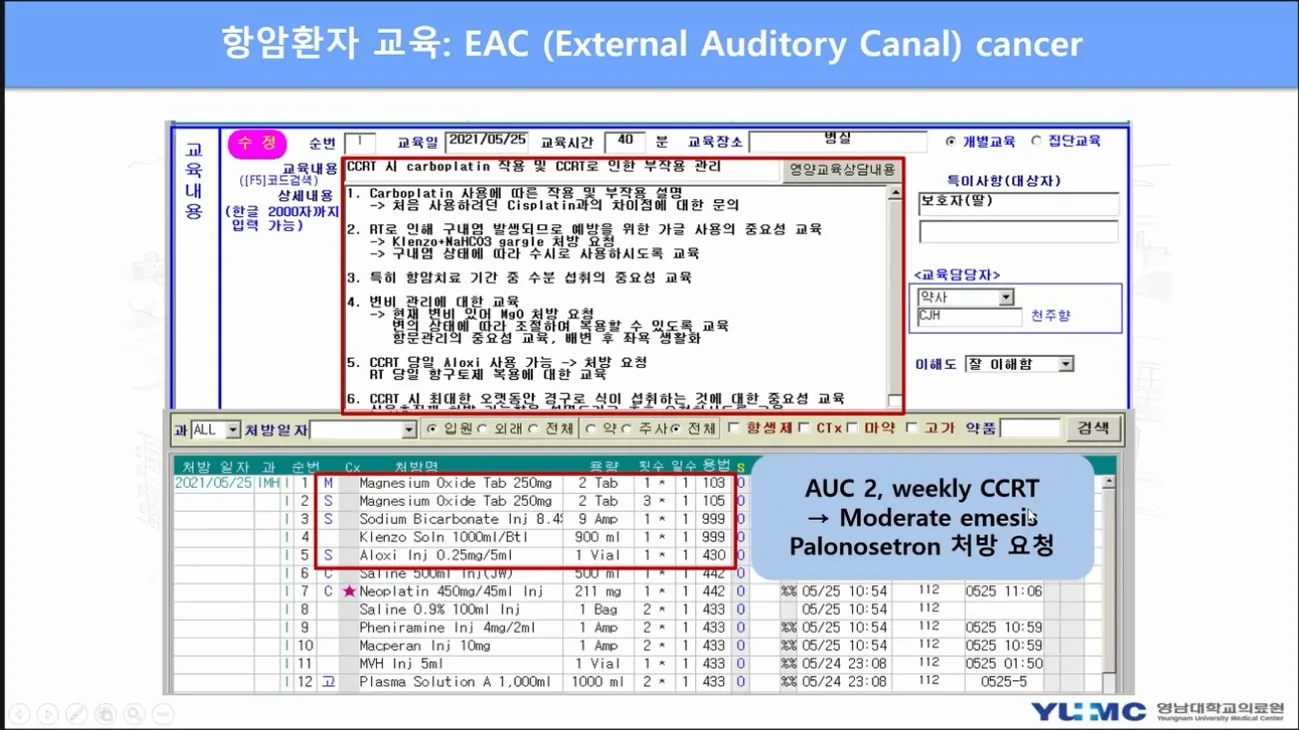 항암환자 교육: EAC (External Auditory Canal) cancer
교육내용
수 정 순번 1 교육일 2021/05/25 교육시간 40 분 교육장소 병실 개별교육 집단교육
교육내용
([F5]코드검색)
상세내용
(한글 2000자까지
입력 가능)
CCRT 시 carboplatin 작용 및 CCRT로 인한 부작용 관리 영양교육상담내용
1. Carboplatin 사용에 따른 작용 및 부작용 설명
-> 처음 사용하려던 Cisplatin과의 차이점에 대한 문의
2. RT로 인해 구내염 발생되므로 예방을 위한 가글 사용의 중요성 교육
-> Klenzo+NaHCO3 gargle 처방 요청
-> 구내염 상태에 따라 수시로 사용하시도록 교육
3. 특히 항암치료 기간 중 수분 섭취의 중요성 교육
4. 변비 관리에 대한 교육
-> 현재 변비 있어 MgO 처방 요청
변의 상태에 따라 조절하여 복용할 수 있도록 교육
항문관리의 중요성 교육, 배변 후 좌욕 생활화
5. CCRT 당일 Aloxi 사용 가능 -> 처방 요청
RT 당일 항구토제 복용에 대한 교육
6. CCRT 시 최대한 오랫동안 경구로 식이 섭취하는 것에 대한 중요성 교육
특이사항(대상자)
보호자(딸)
<교육담당자>
약사
CJH 천주향
이해도 잘 이해함
과 ALL 처방일자 입원 외래 전체 약 주사 전체 항생제 CTx 마약 고가 약품 검색
처방 일자 과 순번 Cx 처방명 용량 횟수 일수 용법 S
2021/05/25 IMH 1 M Magnesium Oxide Tab 250mg 2 Tab 1 * 1 103 0
2 S Magnesium Oxide Tab 250mg 2 Tab 3 * 1 105 0
3 S Sodium Bicarbonate Inj 8.4% 9 Amp 1 * 1 999 0
4 Klenzo Soln 1000ml/Btl 900 ml 1 * 1 999 0
5 S Aloxi Inj 0.25mg/5ml 1 Vial 1 * 1 430 0
6 C Saline 500ml Inj(JW) 500 ml 1 * 1 442 0
7 C ★ Neoplatin 450mg/45ml Inj 211 mg 1 * 1 442 0 %% 05/25 10:54 112 0525 11:06
8 Saline 0.9% 100ml Inj 1 Bag 2 * 1 433 0 05/25 10:54 112
9 Pheniramine Inj 4mg/2ml 1 Amp 2 * 1 433 0 %% 05/25 10:54 112 0525 10:59
10 Macperan Inj 10mg 1 Amp 2 * 1 433 0 %% 05/25 10:54 112 0525 10:59
11 MVH Inj 5ml 1 Vial 1 * 1 433 0 %% 05/24 23:08 112 0525 01:50
12 고 Plasma Solution A 1,000ml 1000 ml 2 * 1 433 0 %% 05/24 23:08 112 0525-5
AUC 2, weekly CCRT
→ Moderate emesis
Palonosetron 처방 요청
YUMC 영남대학교의료원
Yeungnam University Medical Center